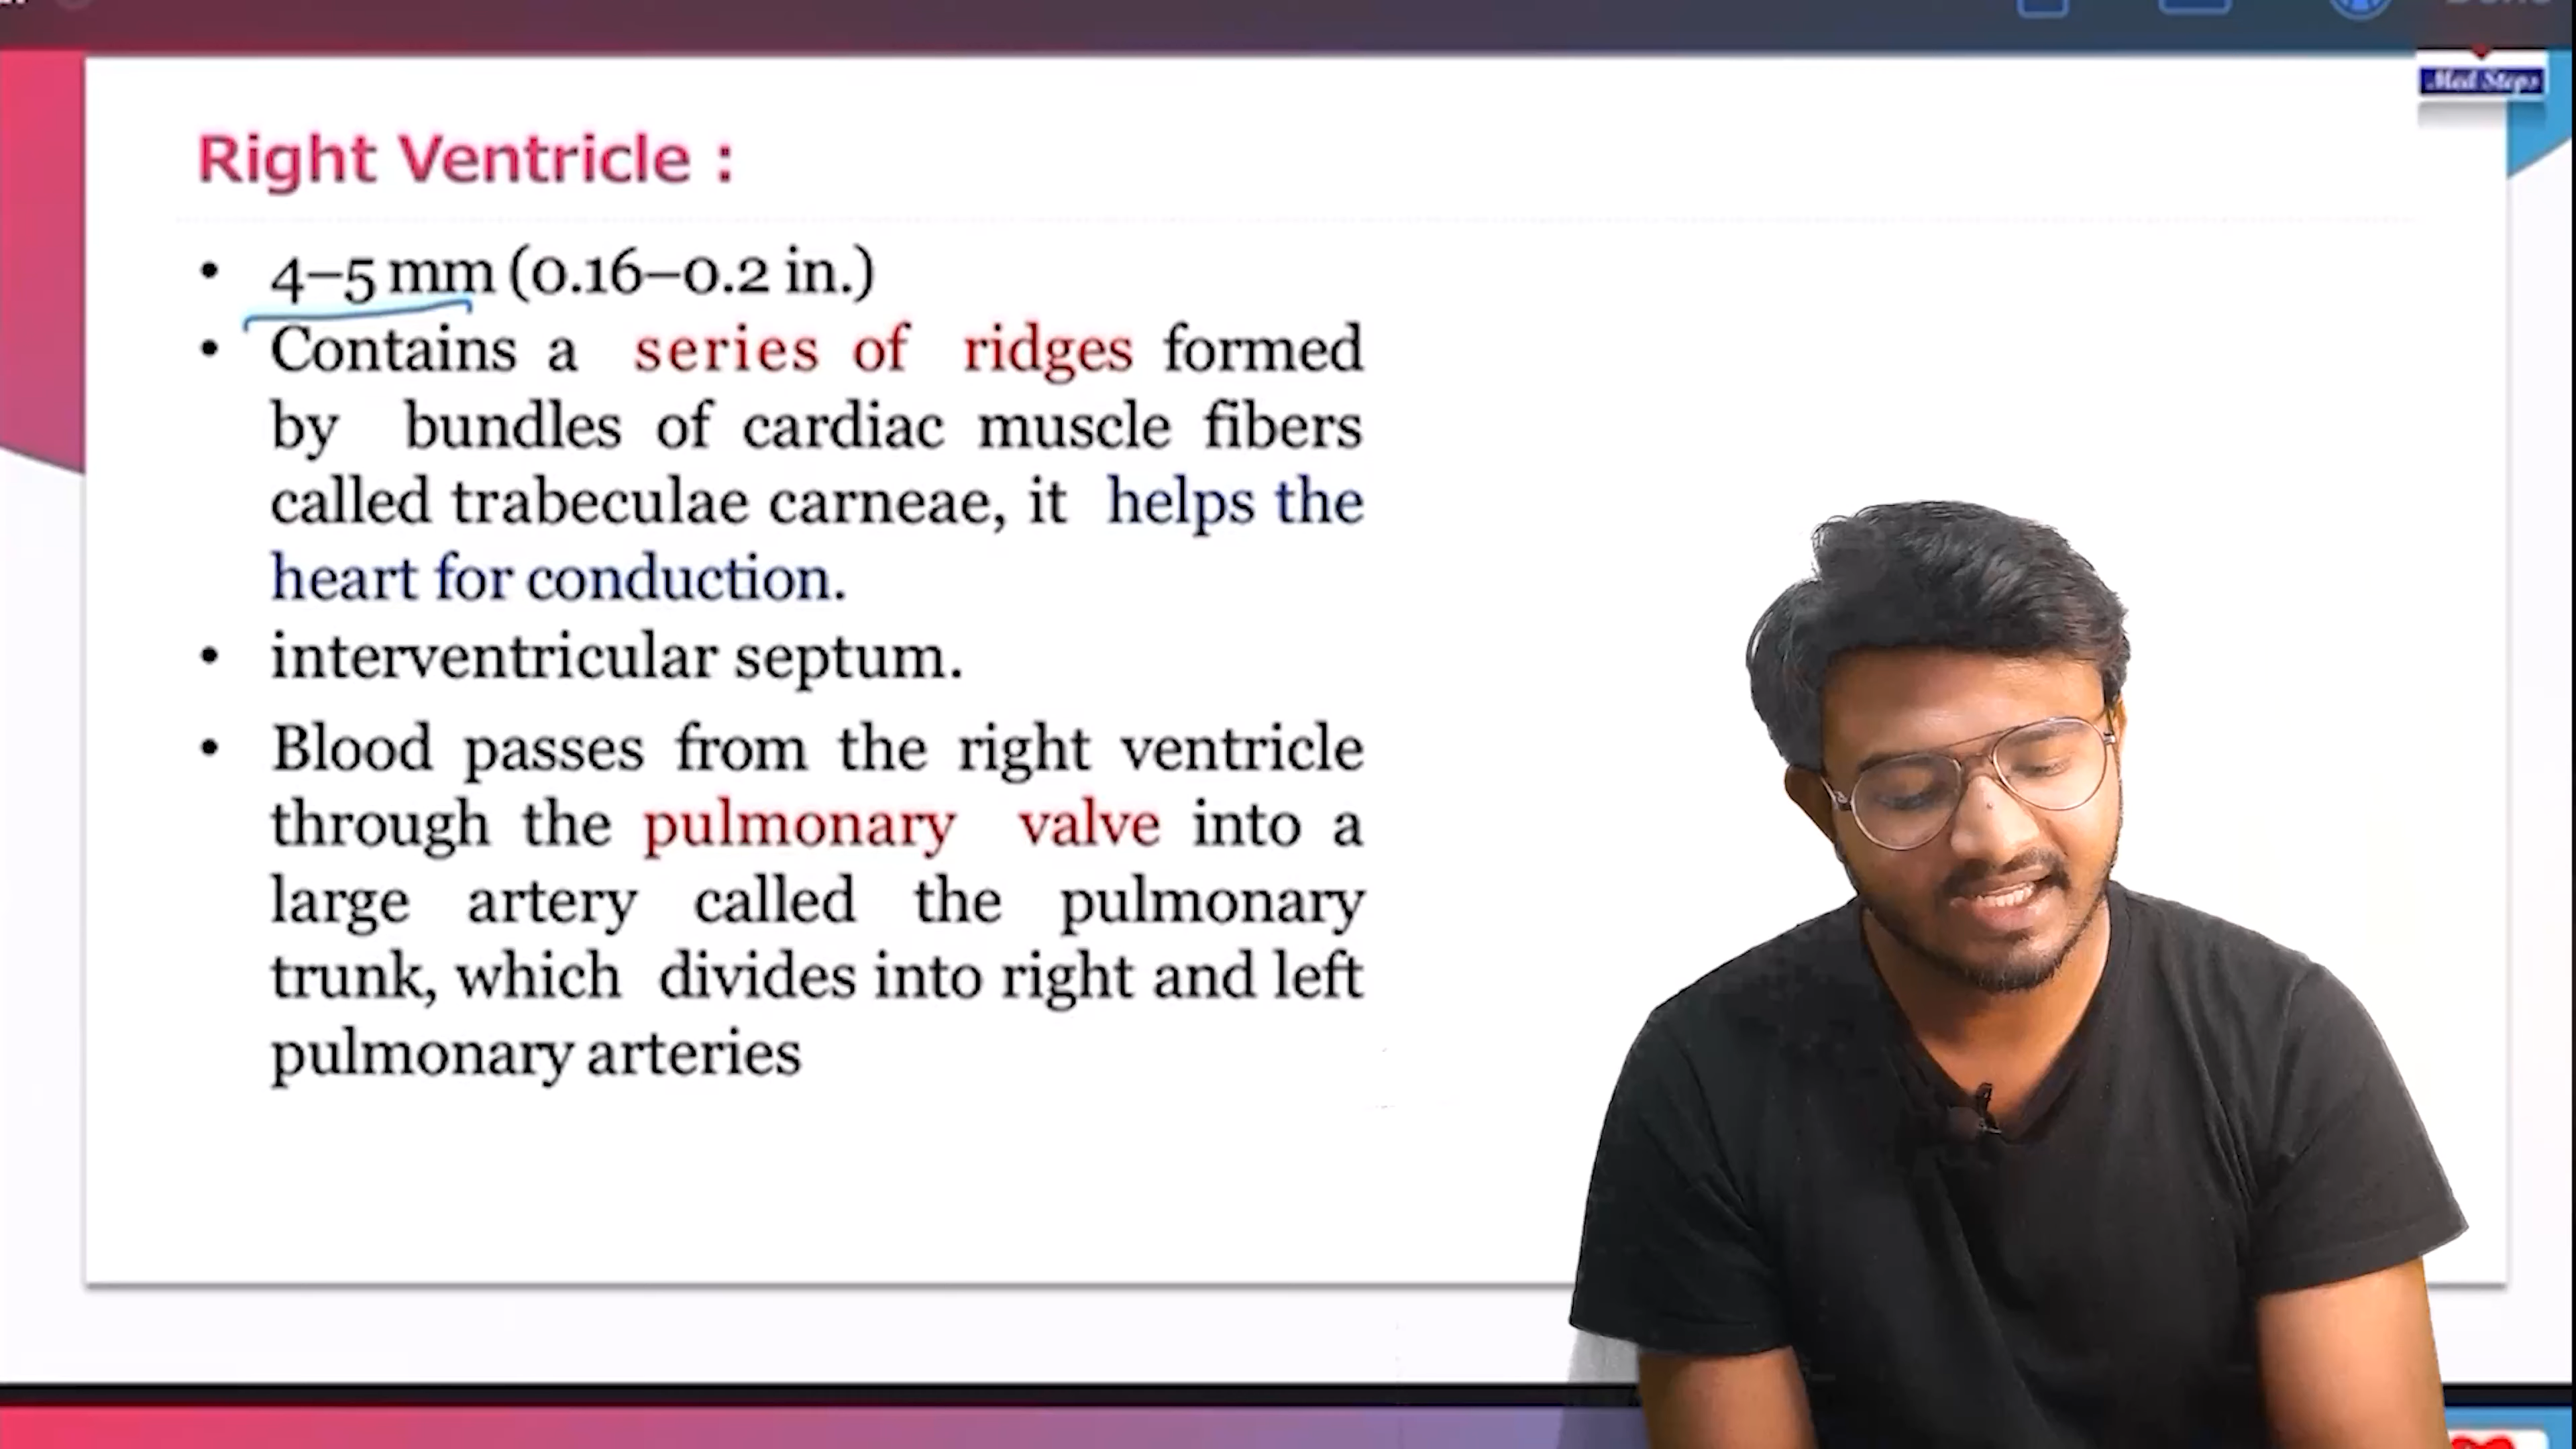 Med Steps
Right Ventricle :
• 4–5 mm (0.16–0.2 in.)
• Contains a series of ridges formed
by bundles of cardiac muscle fibers
called trabeculae carneae, it helps the
heart for conduction.
• interventricular septum.
• Blood passes from the right ventricle
through the pulmonary valve into a
large artery called the pulmonary
trunk, which divides into right and left
pulmonary arteries